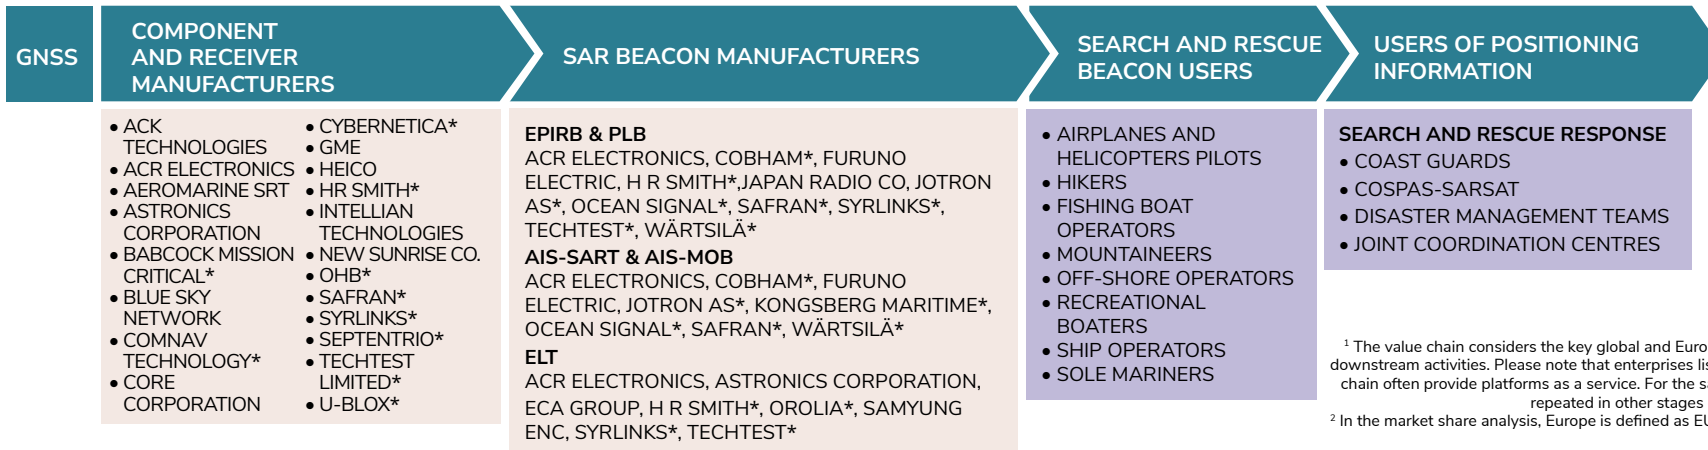 GNSS
COMPONENT
AND RECEIVER
MANUFACTURERS
SAR BEACON MANUFACTURERS
SEARCH AND RESCUE
BEACON USERS
USERS OF POSITIONING
INFORMATION
• ACK
TECHNOLOGIES
• ACR ELECTRONICS
• AEROMARINE SRT
• ASTRONICS
CORPORATION
• BABCOCK MISSION
CRITICAL*
• BLUE SKY
NETWORK
• COMNAV
TECHNOLOGY*
• CORE
CORPORATION
• CYBERNETICA*
• GME
• HEICO
• HR SMITH*
• INTELLIAN
TECHNOLOGIES
• NEW SUNRISE CO.
• OHB*
• SAFRAN*
• SYRLINKS*
• SEPTENTRIO*
• TECHTEST
LIMITED*
• U-BLOX*
EPIRB & PLB
ACR ELECTRONICS, COBHAM*, FURUNO
ELECTRIC, H R SMITH*,JAPAN RADIO CO, JOTRON
AS*, OCEAN SIGNAL*, SAFRAN*, SYRLINKS*,
TECHTEST*, WÄRTSILÄ*
AIS-SART & AIS-MOB
ACR ELECTRONICS, COBHAM*, FURUNO
ELECTRIC, JOTRON AS*, KONGSBERG MARITIME*,
OCEAN SIGNAL*, SAFRAN*, WÄRTSILÄ*
ELT
ACR ELECTRONICS, ASTRONICS CORPORATION,
ECA GROUP, H R SMITH*, OROLIA*, SAMYUNG
ENC, SYRLINKS*, TECHTEST*
• AIRPLANES AND
HELICOPTERS PILOTS
• HIKERS
• FISHING BOAT
OPERATORS
• MOUNTAINEERS
• OFF-SHORE OPERATORS
• RECREATIONAL
BOATERS
• SHIP OPERATORS
• SOLE MARINERS
SEARCH AND RESCUE RESPONSE
• COAST GUARDS
• COSPAS-SARSAT
• DISASTER MANAGEMENT TEAMS
• JOINT COORDINATION CENTRES
¹ The value chain considers the key global and Euro
downstream activities. Please note that enterprises lis
chain often provide platforms as a service. For the s
repeated in other stages
² In the market share analysis, Europe is defined as EU